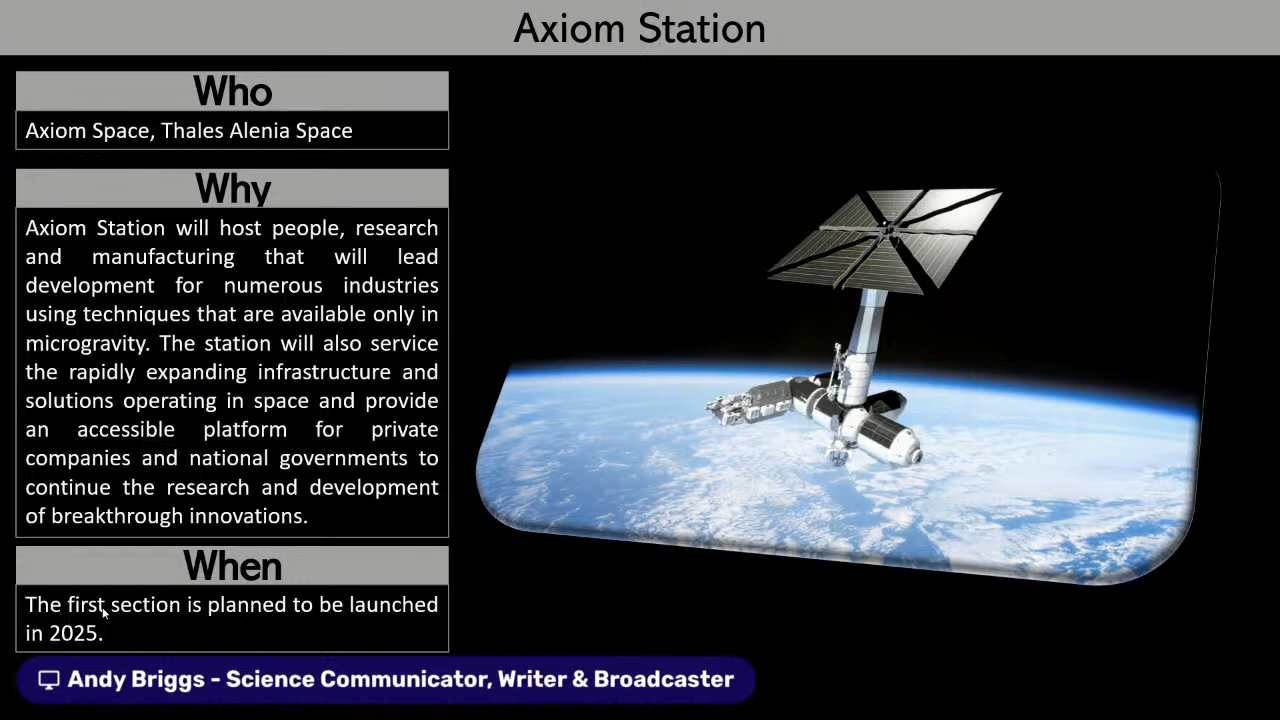 Axiom Station
Who
Axiom Space, Thales Alenia Space
Why
Axiom Station will host people, research
and manufacturing that will lead
development for numerous industries
using techniques that are available only in
microgravity. The station will also service
the rapidly expanding infrastructure and
solutions operating in space and provide
an accessible platform for private
companies and national governments to
continue the research and development
of breakthrough innovations.
When
The first section is planned to be launched
in 2025.
Andy Briggs - Science Communicator, Writer & Broadcaster